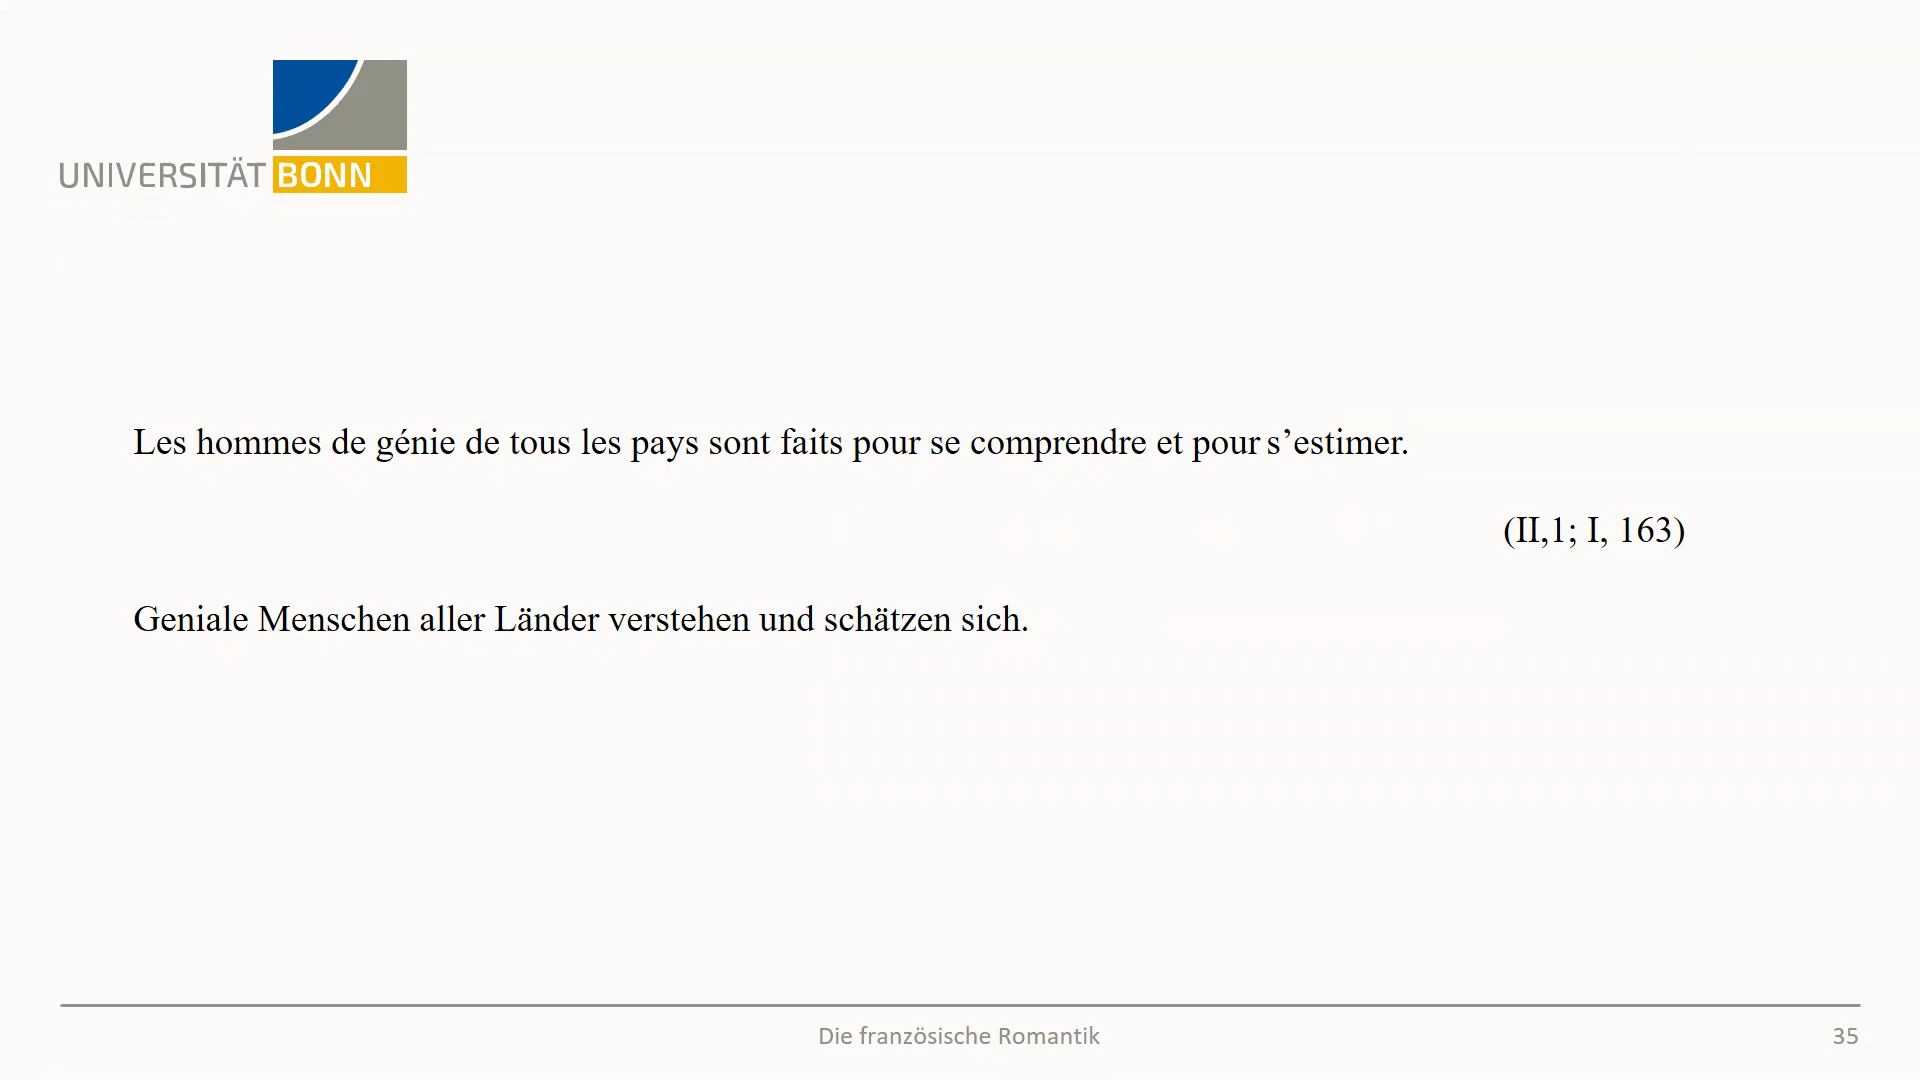 UNIVERSITÄT BONN
Les hommes de génie de tous les pays sont faits pour se comprendre et pour s’estimer.
(II,1; I, 163)
Geniale Menschen aller Länder verstehen und schätzen sich.
Die französische Romantik
35